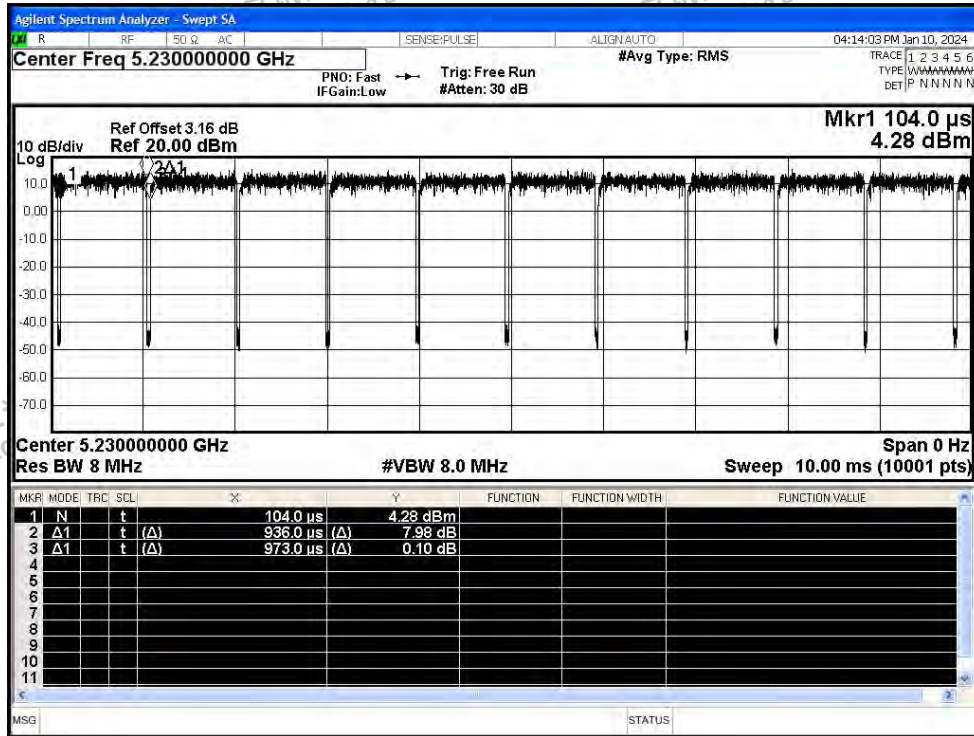 Agilent Spectrum Analyzer - Swept SA
LXI R RF 50 Ω AC SENSE:PULSE ALIGN AUTO 04:14:03 PM Jan 10, 2024
Center Freq 5.230000000 GHz #Avg Type: RMS TRACE 1 2 3 4 5 6
PNO: Fast Trig: Free Run TYPE WWWWWW
IFGain:Low #Atten: 30 dB DET P N N N N N
Mkr1 104.0 µs
Ref Offset 3.16 dB
10 dB/div Ref 20.00 dBm 4.28 dBm
Log
1 2Δ1
10.0
0.00
-10.0
-20.0
-30.0
-40.0
-50.0
-60.0
-70.0
Center 5.230000000 GHz Span 0 Hz
Res BW 8 MHz #VBW 8.0 MHz Sweep 10.00 ms (10001 pts)
MKR MODE TRC SCL X Y FUNCTION FUNCTION WIDTH FUNCTION VALUE
1 N t 104.0 µs 4.28 dBm
2 Δ1 t (Δ) 936.0 µs (Δ) 7.98 dB
3 Δ1 t (Δ) 973.0 µs (Δ) 0.10 dB
4
5
6
7
8
9
10
11
MSG STATUS